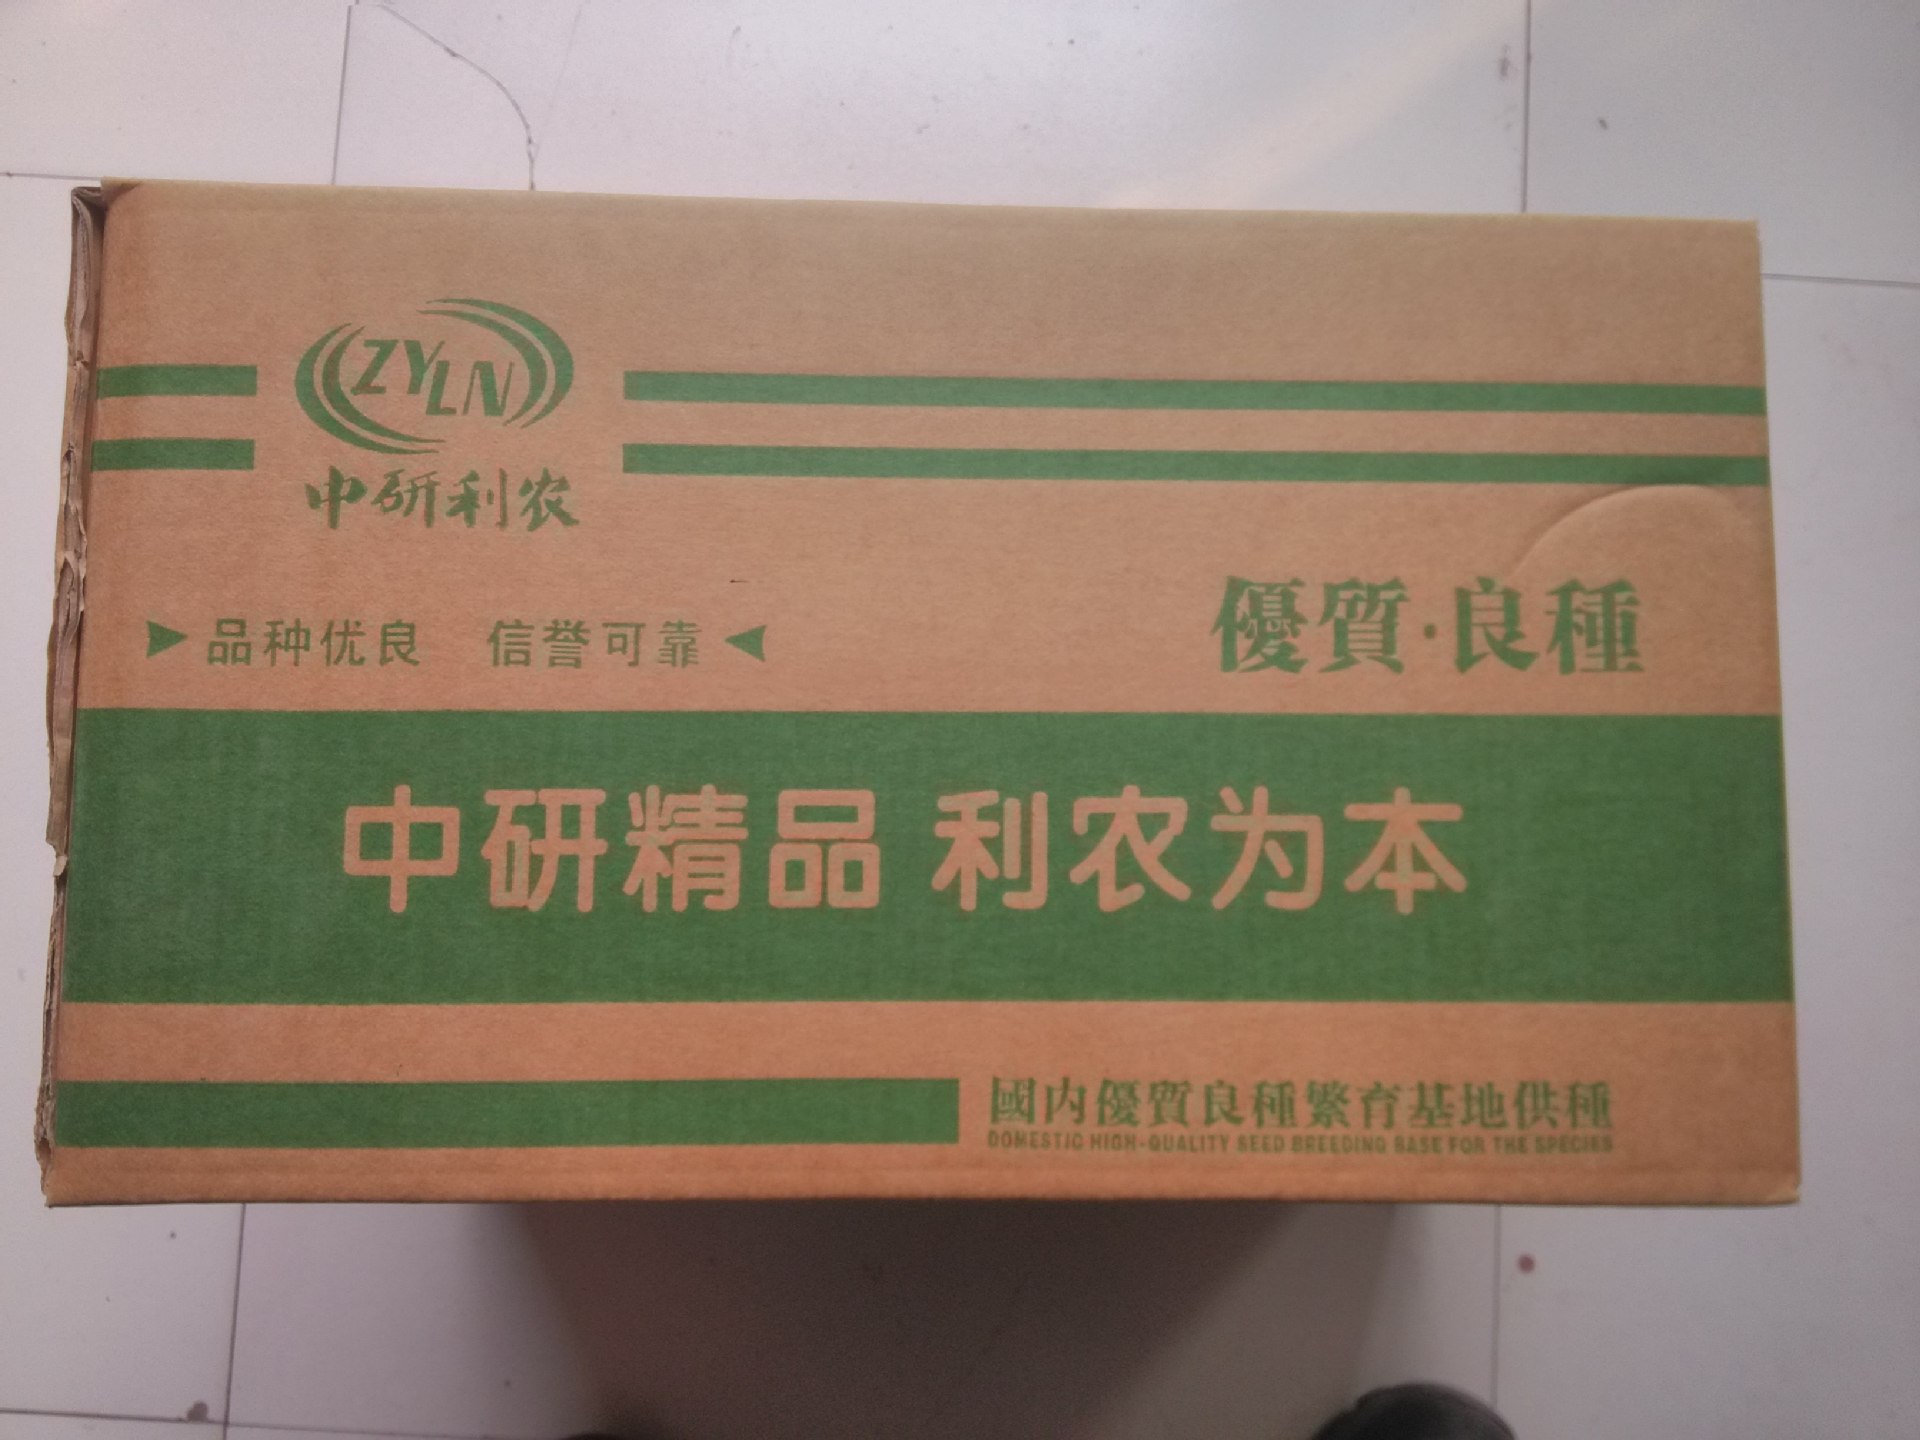 ZYLN
中研利农
品种优良 信誉可靠
優質·良種
中研精品 利农为本
國内優質良種繁育基地供種
DOMESTIC HIGH-QUALITY SEED BREEDING BASE FOR THE SPECIES